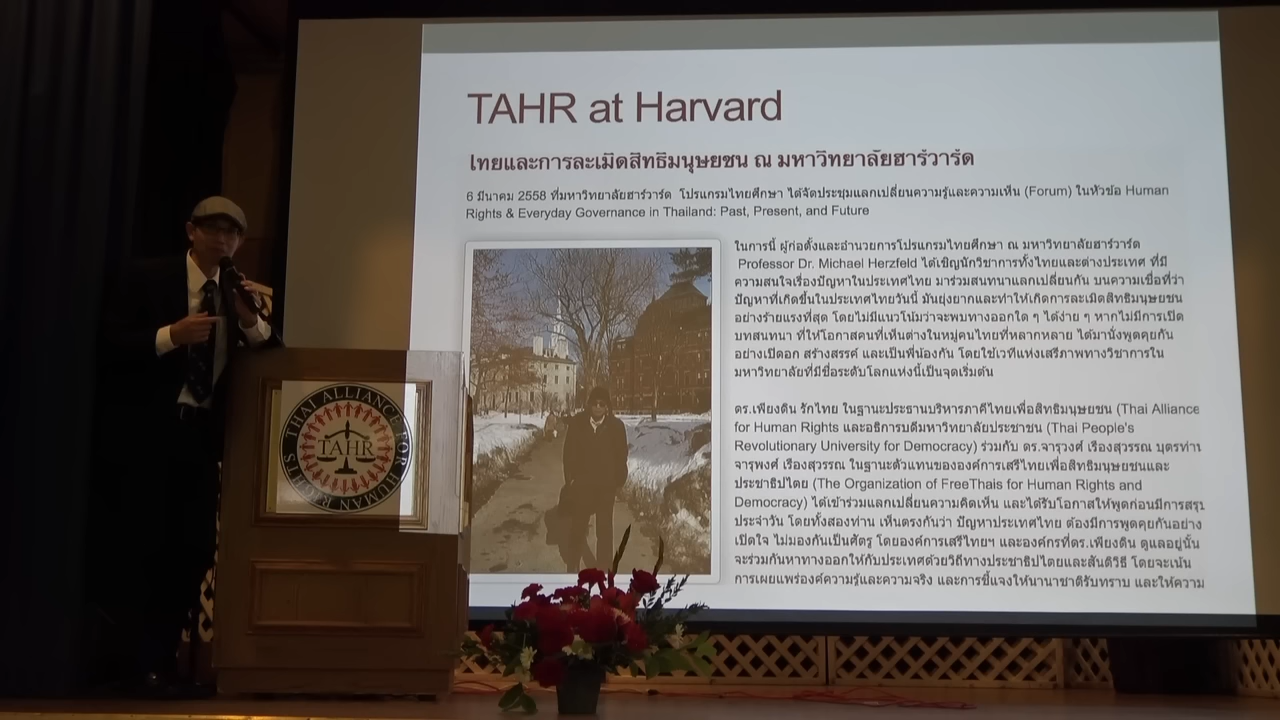 TAHR at Harvard
ไทยและการละเมิดสิทธิมนุษยชน ณ มหาวิทยาลัยฮาร์วาร์ด
6 มีนาคม 2558 ที่มหาวิทยาลัยฮาร์วาร์ด โปรแกรมไทยศึกษา ได้จัดประชุมแลกเปลี่ยนความรู้และความเห็น (Forum) ในหัวข้อ Human
Rights & Everyday Governance in Thailand: Past, Present, and Future
ในการนี้ ผู้ก่อตั้งและอำนวยการโปรแกรมไทยศึกษา ณ มหาวิทยาลัยฮาร์วาร์ด
Professor Dr. Michael Herzfeld ได้เชิญนักวิชาการทั้งไทยและต่างประเทศ ที่มี
ความสนใจเรื่องปัญหาในประเทศไทย มาร่วมสนทนาแลกเปลี่ยนกัน บนความเชื่อที่ว่า
ปัญหาที่เกิดขึ้นในประเทศไทยวันนี้ มันยุ่งยากและทำให้เกิดการละเมิดสิทธิมนุษยชน
อย่างร้ายแรงที่สุด โดยไม่มีแนวโน้มว่าจะพบทางออกใด ๆ ได้ง่าย ๆ หากไม่มีการเปิด
บทสนทนา ที่ให้โอกาสคนที่เห็นต่างในหมู่คนไทยที่หลากหลาย ได้มานั่งพูดคุยกัน
อย่างเปิดอก สร้างสรรค์ และเป็นพี่น้องกัน โดยใช้เวทีแห่งเสรีภาพทางวิชาการใน
มหาวิทยาลัยที่มีชื่อระดับโลกแห่งนี้เป็นจุดเริ่มต้น
ดร.เพียงดิน รักไทย ในฐานะประธานบริหารภาคีไทยเพื่อสิทธิมนุษยชน (Thai Alliance
for Human Rights และอธิการบดีมหาวิทยาลัยประชาชน (Thai People's
Revolutionary University for Democracy) ร่วมกับ ดร.จารุวงศ์ เรืองสุวรรณ บุตรท่าน
จารุพงศ์ เรืองสุวรรณ ในฐานะตัวแทนขององค์การเสรีไทยเพื่อสิทธิมนุษยชนและ
ประชาธิปไตย (The Organization of FreeThais for Human Rights and
Democracy) ได้เข้าร่วมแลกเปลี่ยนความคิดเห็น และได้รับโอกาสให้พูดก่อนมีการสรุป
ประจำวัน โดยทั้งสองท่าน เห็นตรงกันว่า ปัญหาประเทศไทย ต้องมีการพูดคุยกันอย่าง
เปิดใจ ไม่มองกันเป็นศัตรู โดยองค์การเสรีไทยฯ และองค์กรที่ดร.เพียงดิน ดูแลอยู่นั้น
จะร่วมกันหาทางออกให้กับประเทศด้วยวิถีทางประชาธิปไตยและสันติวิธี โดยจะเน้น
การเผยแพร่องค์ความรู้และความจริง และการชี้แจงให้นานาชาติรับทราบ และให้ความ
THAI ALLIANCE FOR HUMAN RIGHTS
TAHR